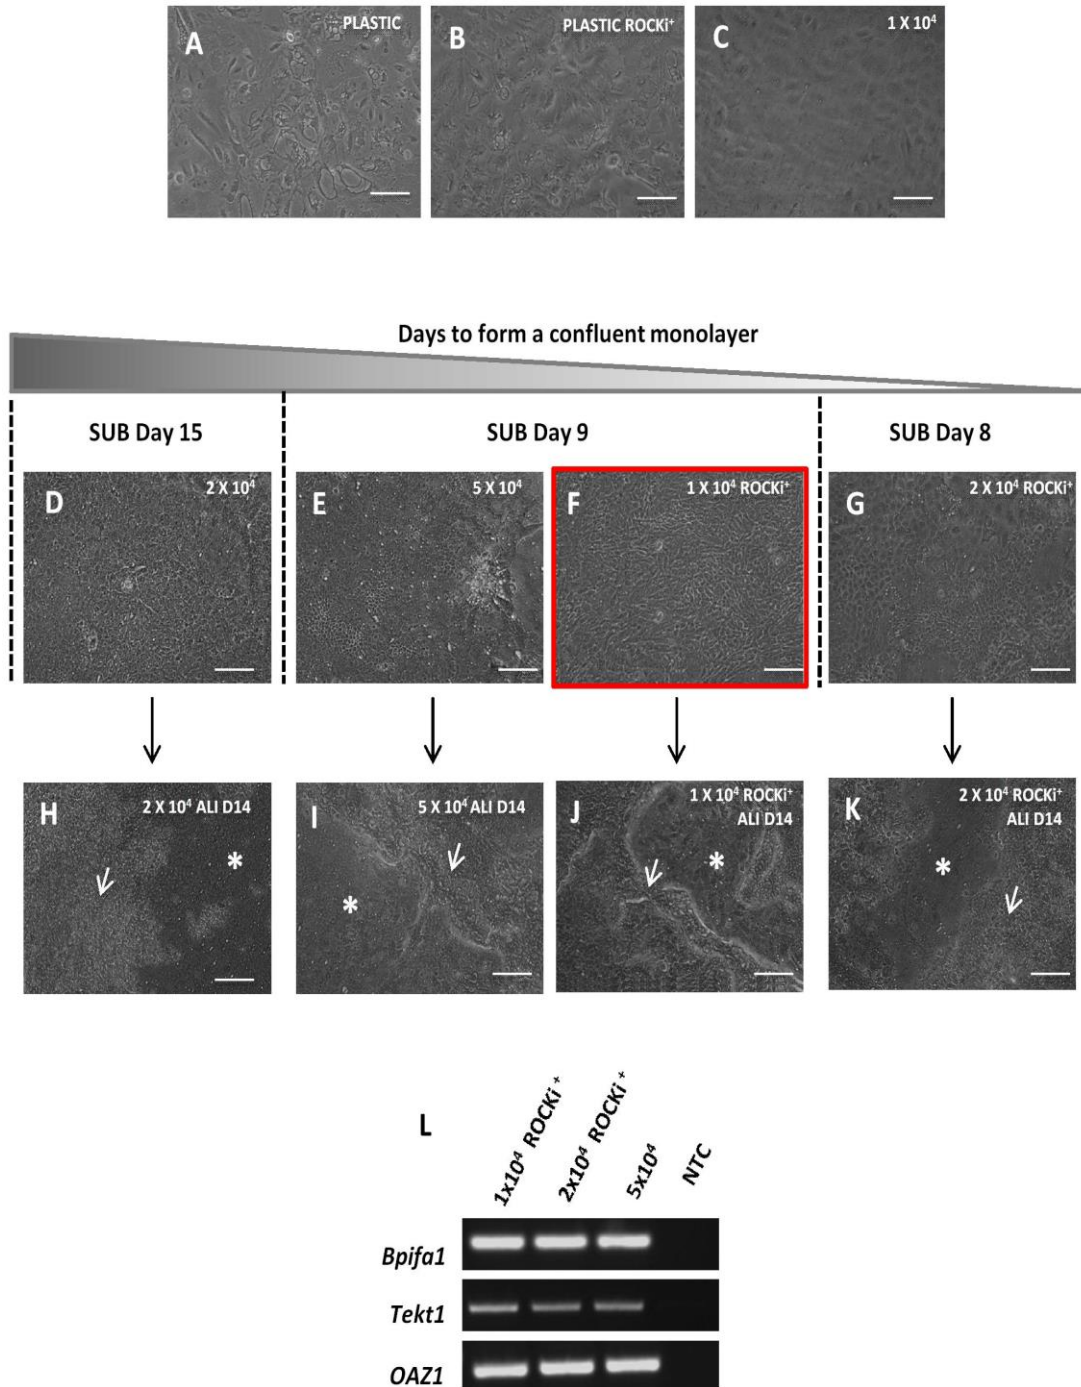 A PLASTIC
B PLASTIC ROCKi⁺
C 1 X 10⁴
Days to form a confluent monolayer
SUB Day 15
SUB Day 9
SUB Day 8
D 2 X 10⁴
E 5 X 10⁴
F 1 X 10⁴ ROCKi⁺
G 2 X 10⁴ ROCKi⁺
H 2 X 10⁴ ALI D14
*
I 5 X 10⁴ ALI D14
*
J 1 X 10⁴ ROCKi⁺
ALI D14
*
K 2 X 10⁴ ROCKi⁺
ALI D14
*
L
1x10⁴ ROCKi ⁺
2x10⁴ ROCKi ⁺
5x10⁴
NTC
Bpifa1
Tekt1
OAZ1